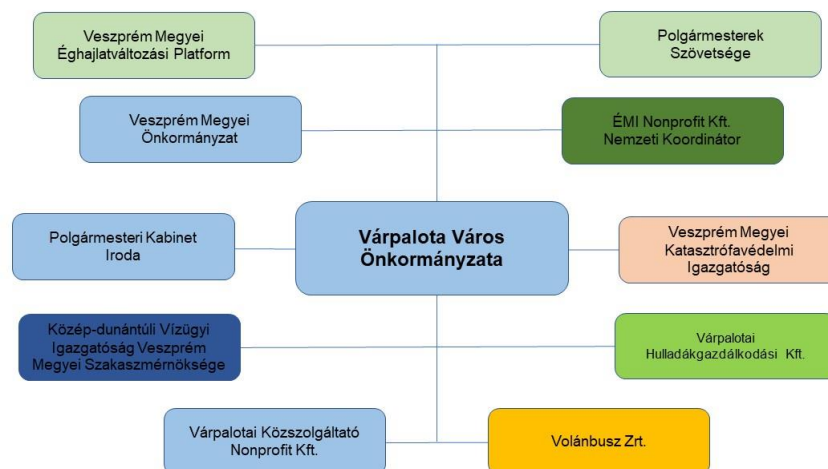 Veszprém Megyei
Éghajlatváltozási Platform
Polgármesterek
Szövetsége
Veszprém Megyei
Önkormányzat
ÉMI Nonprofit Kft.
Nemzeti Koordinátor
Polgármesteri Kabinet
Iroda
Várpalota Város
Önkormányzata
Veszprém Megyei
Katasztrófavédelmi
Igazgatóság
Közép-dunántúli Vízügyi
Igazgatóság Veszprém
Megyei Szakaszmérnöksége
Várpalotai
Hulladákgazdálkodási Kft.
Várpalotai Közszolgáltató
Nonprofit Kft.
Volánbusz Zrt.